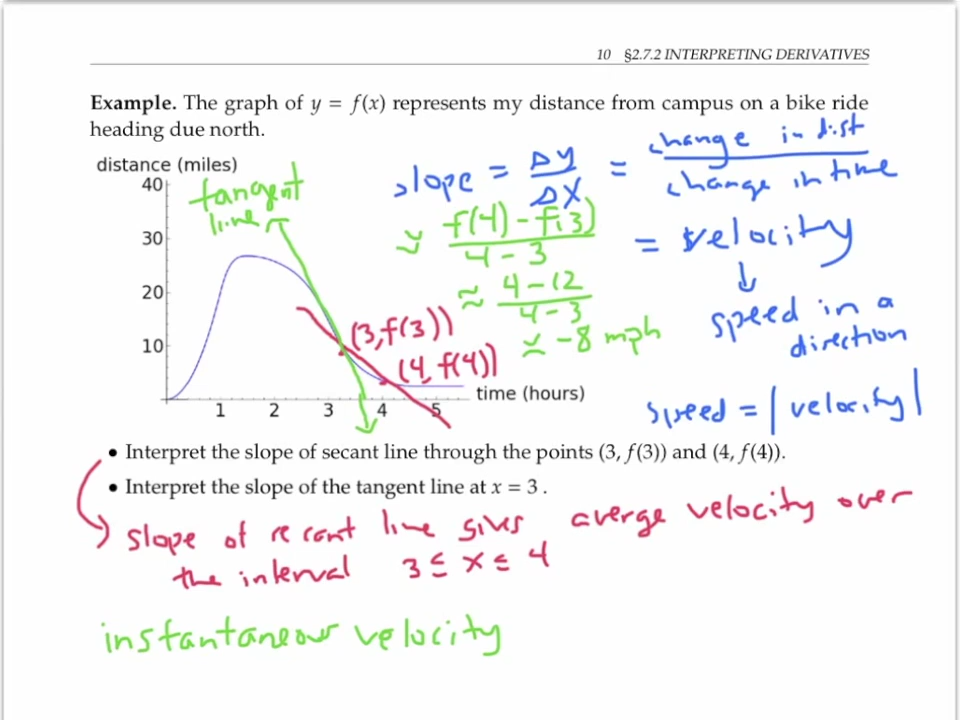 10 §2.7.2 INTERPRETING DERIVATIVES
Example. The graph of y = f(x) represents my distance from campus on a bike ride
heading due north.
distance (miles)
40
30
20
10
1 2 3 4 5
time (hours)
tangent
line
slope = Δy/ΔX = change in dist/change in time
≈ f(4) - f(3)/4 - 3 = velocity
≈ 4 - 12/4 - 3
≈ -8 mph
↓
speed in a
direction
speed = | velocity |
(3, f(3))
(4, f(4))
• Interpret the slope of secant line through the points (3, f(3)) and (4, f(4)).
• Interpret the slope of the tangent line at x = 3 .
slope of secant line gives averge velocity over
the interval 3 ≤ x ≤ 4
instantaneous velocity